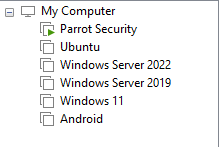 My Computer
Parrot Security
Ubuntu
Windows Server 2022
Windows Server 2019
Windows 11
Android